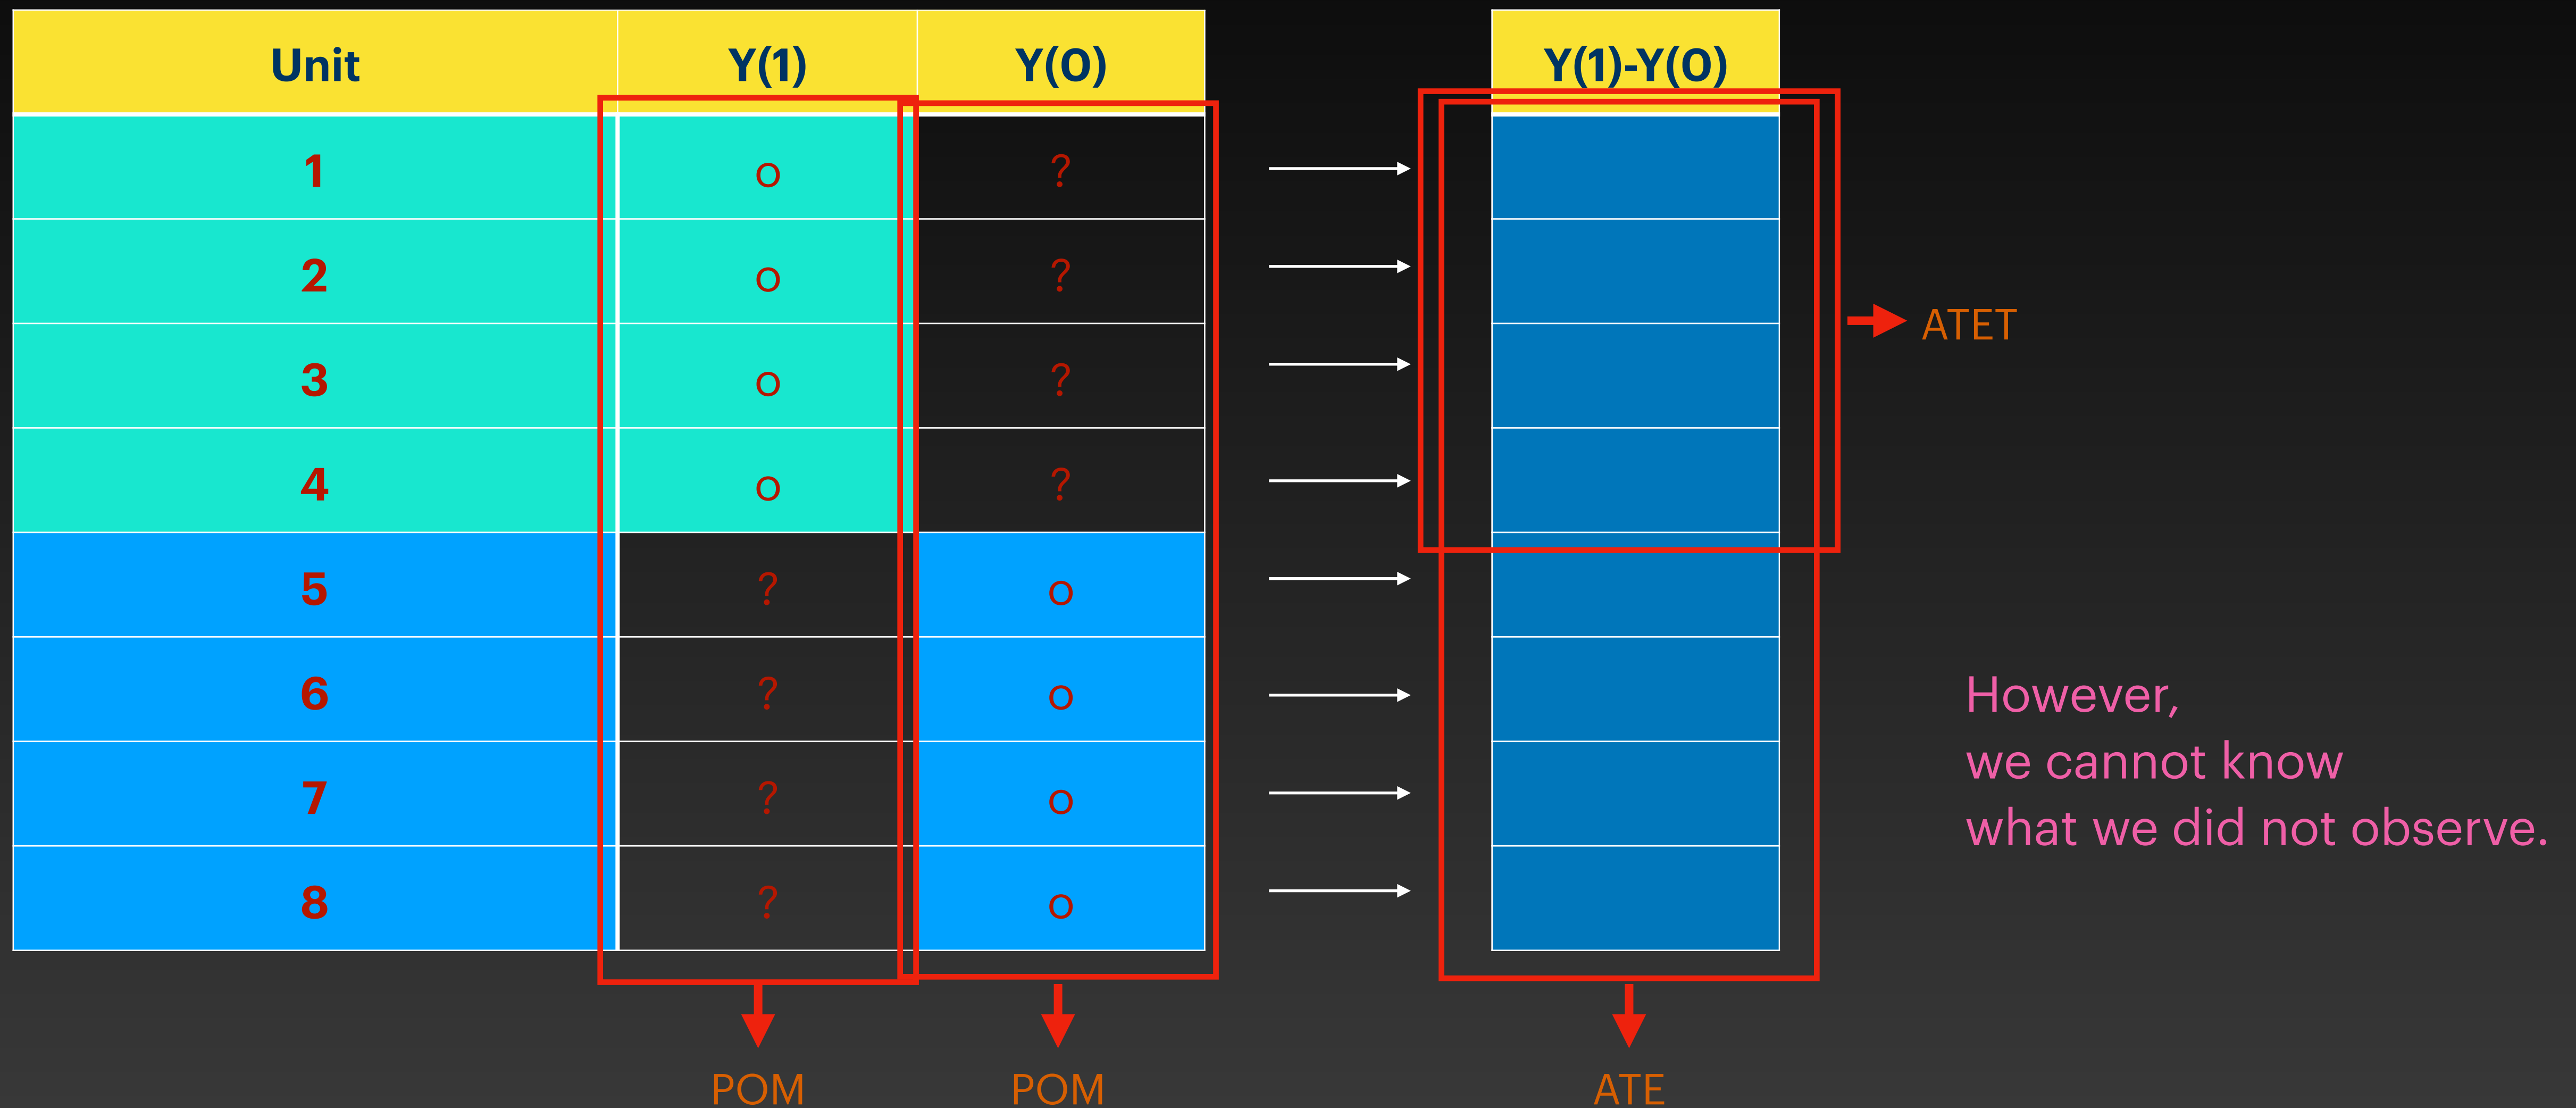 Unit Y(1) Y(0) Y(1)-Y(0)
1 o ?
2 o ?
3 o ?
4 o ?
ATET
5 ? o
6 ? o
7 ? o
8 ? o
However,
we cannot know
what we did not observe.
POM POM ATE